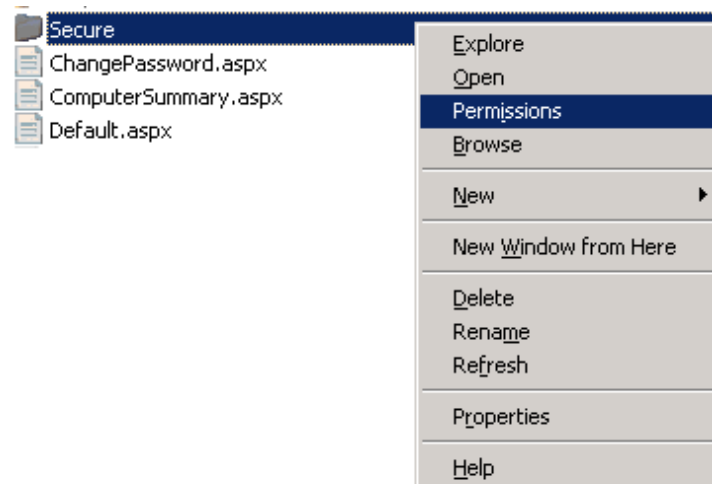 Secure
ChangePassword.aspx
ComputerSummary.aspx
Default.aspx
Explore
Open
Permissions
Browse
New
New Window from Here
Delete
Rename
Refresh
Properties
Help